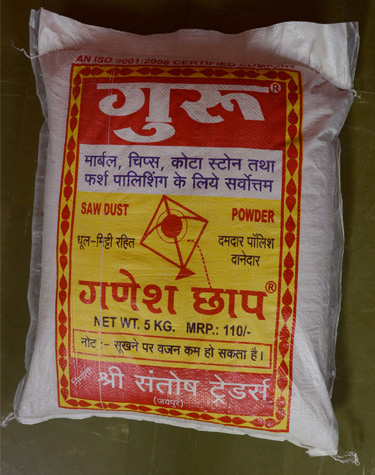 AN ISO 9001:2008 CERTIFIED COMPANY
गुरू®
मार्बल, चिप्स, कोटा स्टोन तथा
फर्श पालिशिंग के लिये सर्वोत्तम
SAW DUST POWDER
धूल-मिट्टी रहित दमदार पॉलिश
दानेदार
गणेश छाप®
NET WT. 5 KG. MRP.: 110/-
नोट :- सूखने पर वजन कम हो सकता है।
श्री संतोष ट्रेडर्स
(जयपुर)